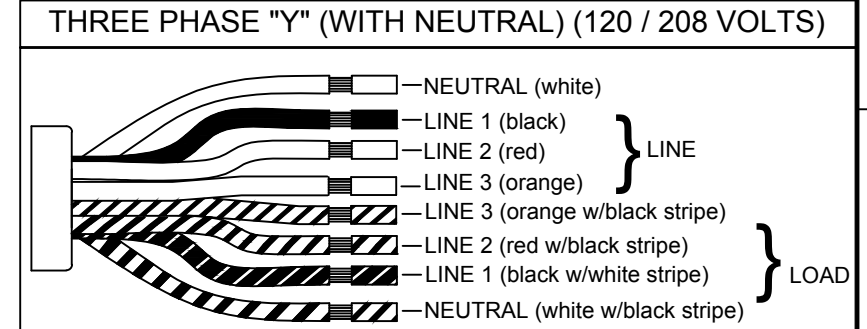 THREE PHASE "Y" (WITH NEUTRAL) (120 / 208 VOLTS)
NEUTRAL (white)
LINE 1 (black)
LINE 2 (red)
LINE
LINE 3 (orange)
LINE 3 (orange w/black stripe)
LINE 2 (red w/black stripe)
LINE 1 (black w/white stripe)
LOAD
NEUTRAL (white w/black stripe)